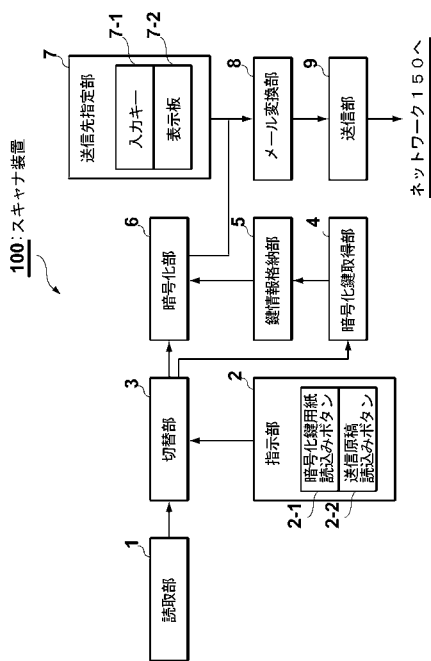 100：スキャナ装置
1
読取部
3
切替部
2
指示部
2-1
暗号化鍵用紙
読込みボタン
2-2
送信原稿
読込みボタン
6
暗号化部
5
鍵情報格納部
4
暗号化鍵取得部
7
送信先指定部
7-1
入力キー
7-2
表示板
8
メール変換部
9
送信部
ネットワーク１５０へ